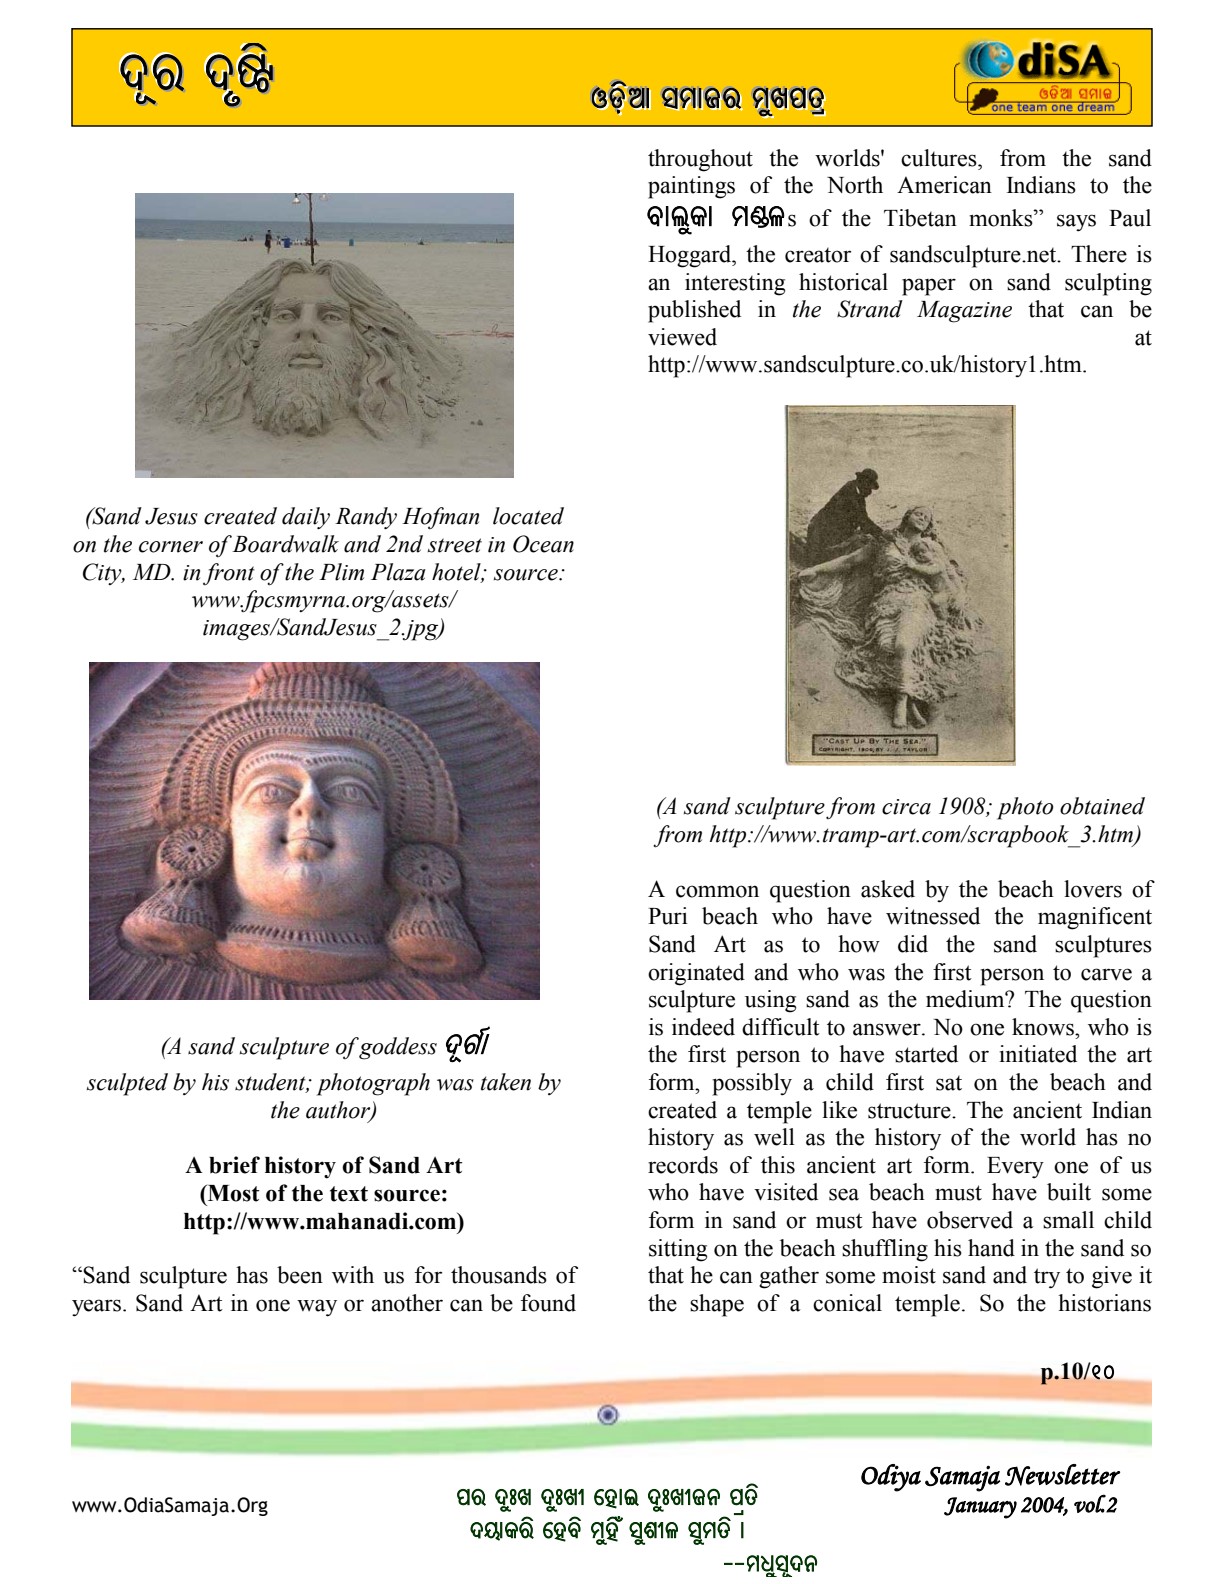 ଦୂର ଦୃଷ୍ଟି
ଓଡ଼ିଆ ସମାଜର ମୁଖପତ୍ର
OdiSA
ଓଡିଆ ସମାଜ
one team one dream
(Sand Jesus created daily Randy Hofman located
on the corner of Boardwalk and 2nd street in Ocean
City, MD. in front of the Plim Plaza hotel; source:
www.fpcsmyrna.org/assets/
images/SandJesus_2.jpg)
(A sand sculpture of goddess ଦୂର୍ଗା
sculpted by his student; photograph was taken by
the author)
A brief history of Sand Art
(Most of the text source:
http://www.mahanadi.com)
“Sand sculpture has been with us for thousands of
years. Sand Art in one way or another can be found
throughout the worlds' cultures, from the sand
paintings of the North American Indians to the
ବାଲୁକା ମଣ୍ଡଳs of the Tibetan monks” says Paul
Hoggard, the creator of sandsculpture.net. There is
an interesting historical paper on sand sculpting
published in the Strand Magazine that can be
viewed at
http://www.sandsculpture.co.uk/history1.htm.
"CAST UP BY THE SEA."
COPYRIGHT, 1908, BY J. J. TAYLOR
(A sand sculpture from circa 1908; photo obtained
from http://www.tramp-art.com/scrapbook_3.htm)
A common question asked by the beach lovers of
Puri beach who have witnessed the magnificent
Sand Art as to how did the sand sculptures
originated and who was the first person to carve a
sculpture using sand as the medium? The question
is indeed difficult to answer. No one knows, who is
the first person to have started or initiated the art
form, possibly a child first sat on the beach and
created a temple like structure. The ancient Indian
history as well as the history of the world has no
records of this ancient art form. Every one of us
who have visited sea beach must have built some
form in sand or must have observed a small child
sitting on the beach shuffling his hand in the sand so
that he can gather some moist sand and try to give it
the shape of a conical temple. So the historians
p.10/୧୦
www.OdiaSamaja.Org
ପର ଦୁଃଖ ଦୁଃଖୀ ହୋଇ ଦୁଃଖୀଜନ ପ୍ରତି
ଦୟାକରି ହେବି ମୁହିଁ ସୁଶୀଳ ସୁମତି |
--ମଧୁସୂଦନ
Odiya Samaja Newsletter
January 2004, vol.2